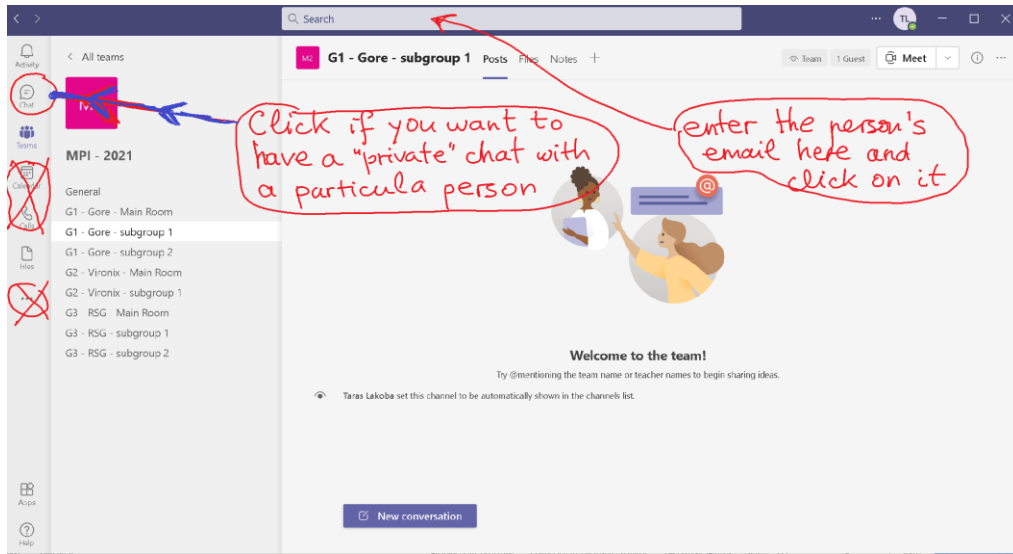 Search
TL
Activity
Chat
Teams
Calendar
Calls
Files
Apps
Help
All teams
MPI - 2021
General
G1 - Gore - Main Room
G1 - Gore - subgroup 1
G1 - Gore - subgroup 2
G2 - Vironix - Main Room
G2 - Vironix - subgroup 1
G3 RSG Main Room
G3 - RSG - subgroup 1
G3 - RSG - subgroup 2
M2 G1 - Gore - subgroup 1 Posts Files Notes +
Team 1 Guest Meet
Click if you want to
have a "private" chat with
a particula person
enter the person's
email here and
click on it
@
Welcome to the team!
Try @mentioning the team name or teacher names to begin sharing ideas.
Taras Lakoba set this channel to be automatically shown in the channels list.
New conversation